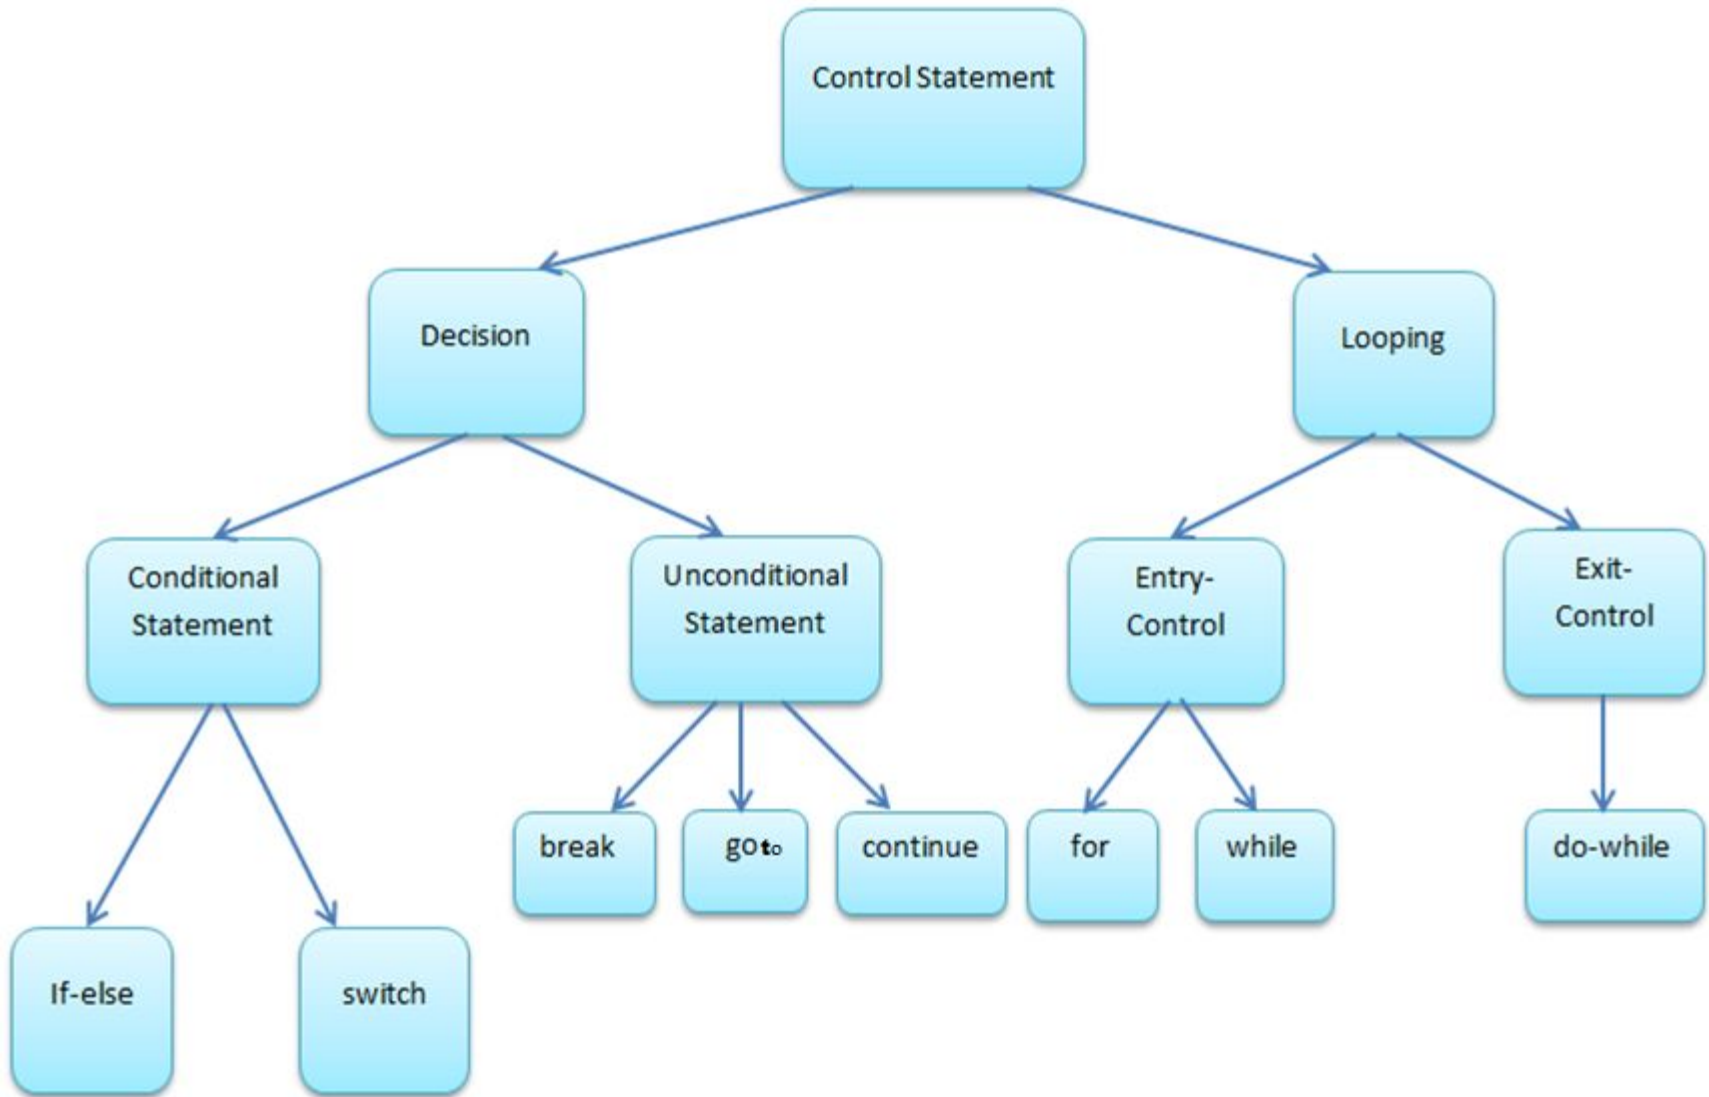 Control Statement
Decision
Looping
Conditional
Statement
Unconditional
Statement
Entry-
Control
Exit-
Control
break
goto
continue
for
while
do-while
If-else
switch